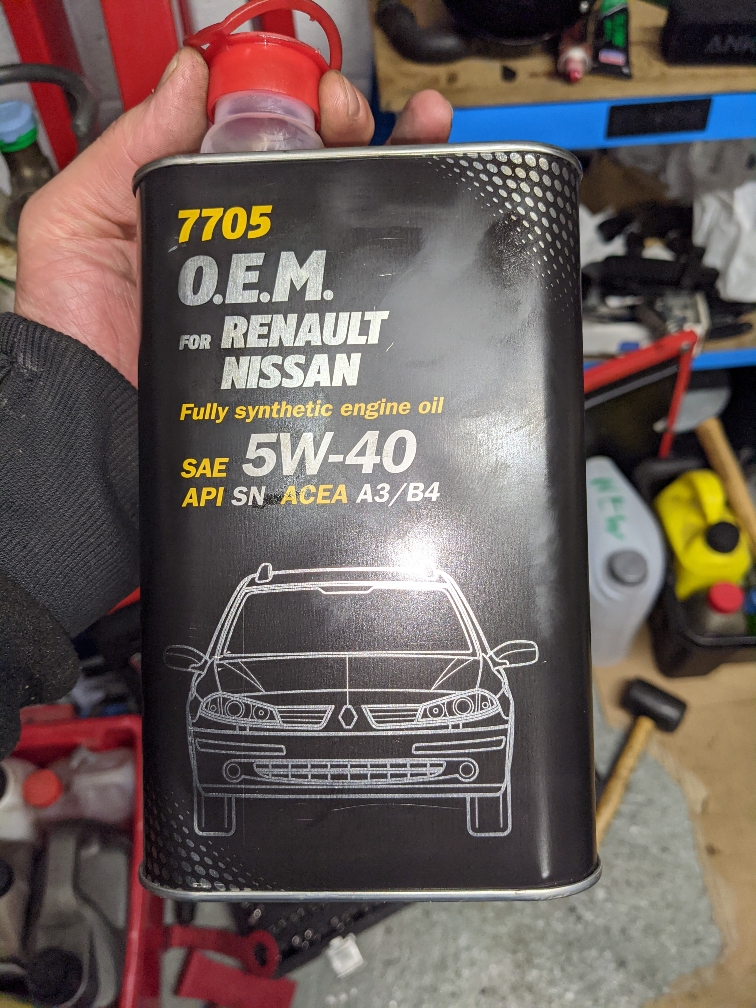 7705
O.E.M.
FOR RENAULT
NISSAN
Fully synthetic engine oil
SAE 5W-40
API SN ACEA A3/B4